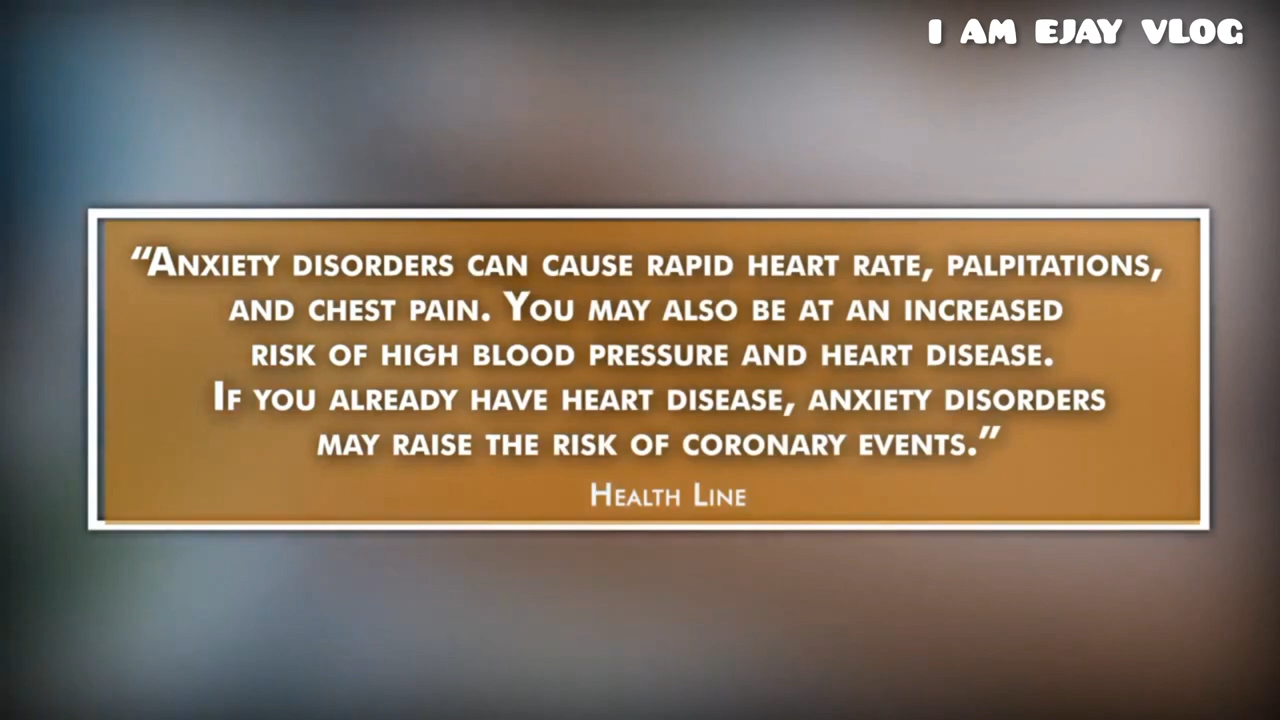 I AM EJAY VLOG
“ANXIETY DISORDERS CAN CAUSE RAPID HEART RATE, PALPITATIONS,
AND CHEST PAIN. YOU MAY ALSO BE AT AN INCREASED
RISK OF HIGH BLOOD PRESSURE AND HEART DISEASE.
IF YOU ALREADY HAVE HEART DISEASE, ANXIETY DISORDERS
MAY RAISE THE RISK OF CORONARY EVENTS.”
HEALTH LINE